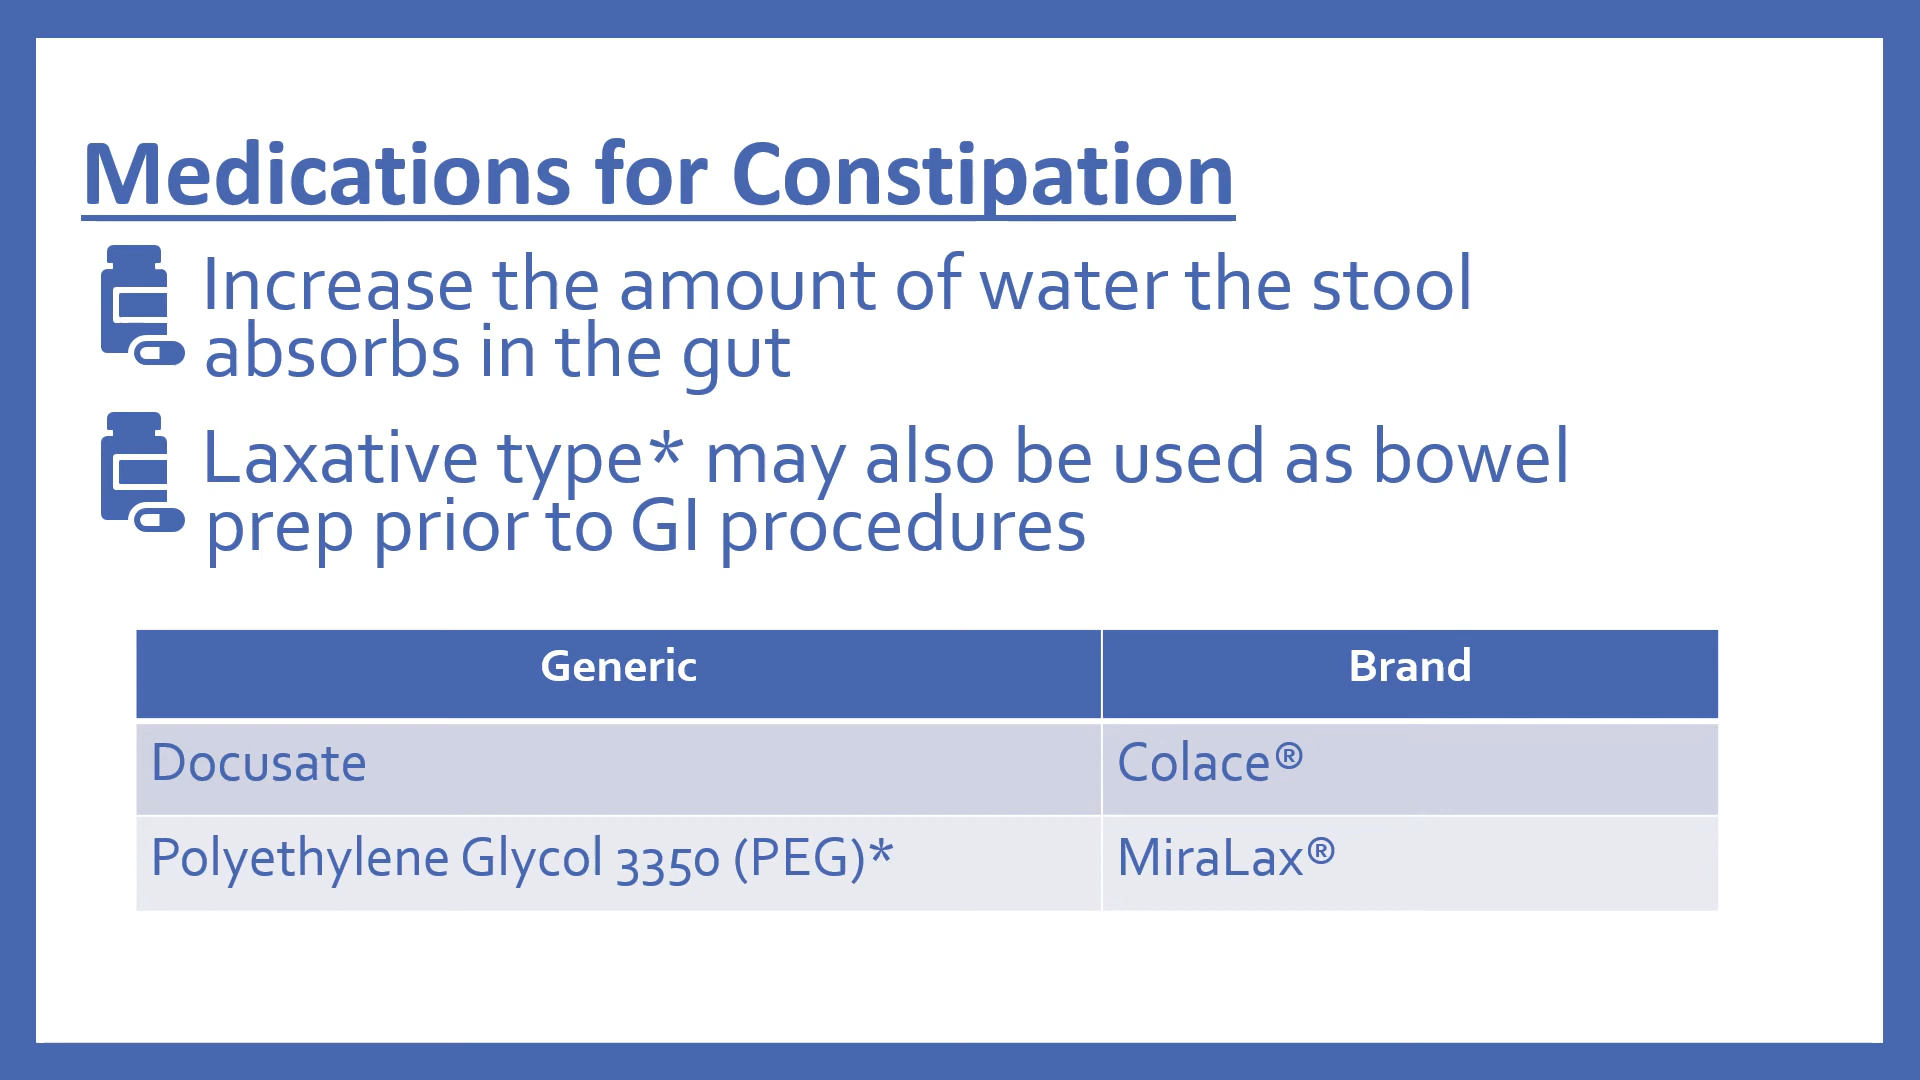 Medications for Constipation
Increase the amount of water the stool
absorbs in the gut
Laxative type* may also be used as bowel
prep prior to GI procedures
Generic Brand
Docusate Colace®
Polyethylene Glycol 3350 (PEG)* MiraLax®